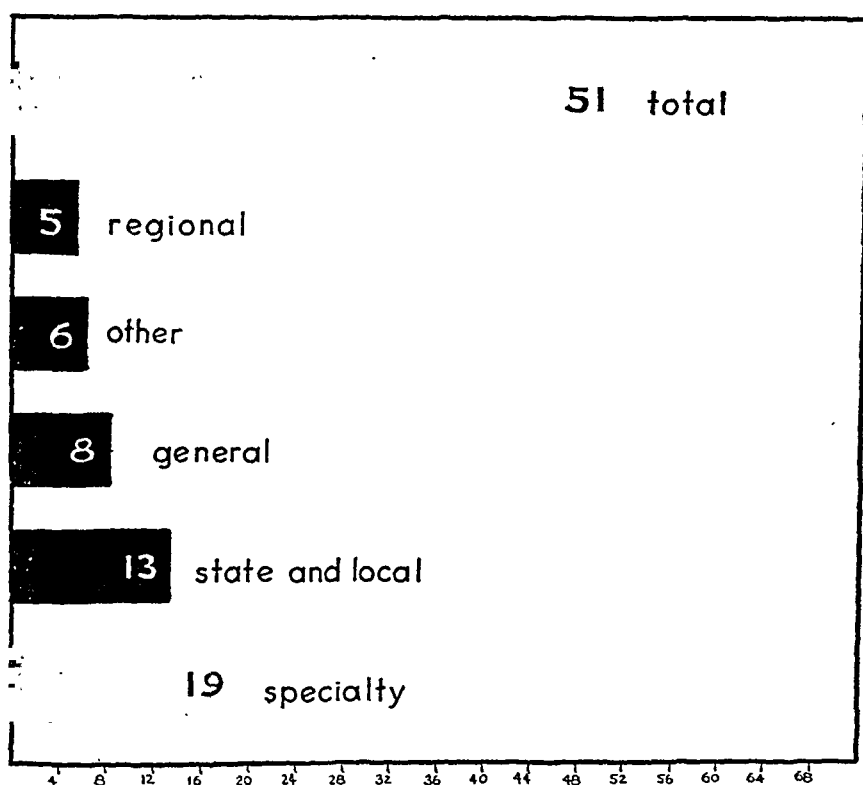 51 total
5 regional
6 other
8 general
13 state and local
19 specialty
4 8 12 16 20 24 28 32 36 40 44 48 52 56 60 64 68